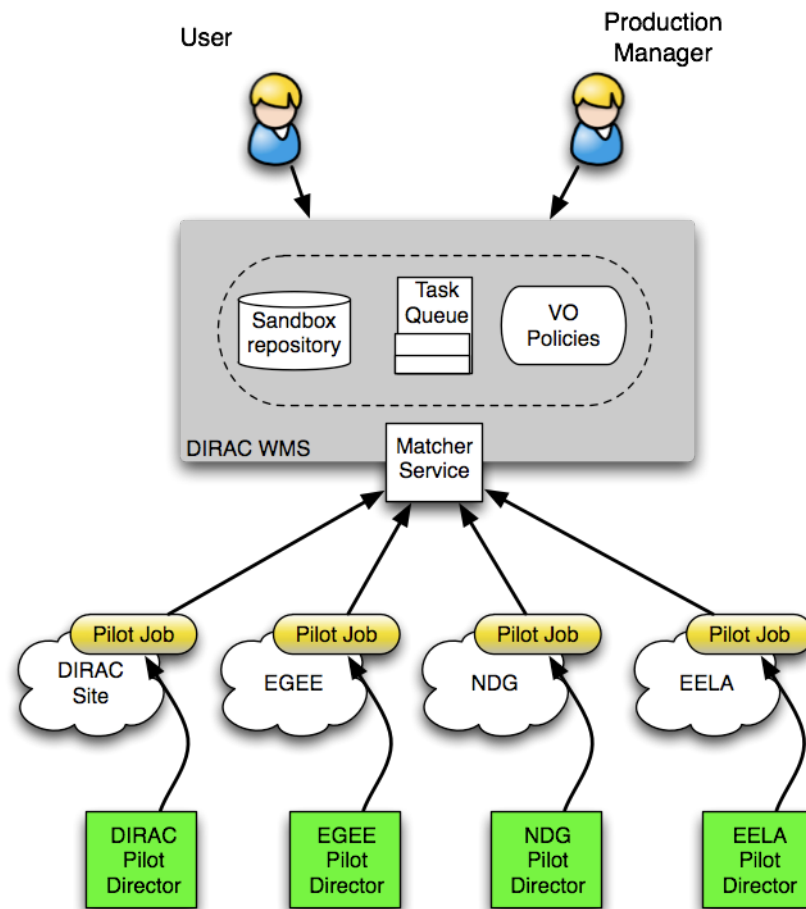 User
Production
Manager
Sandbox
repository
Task
Queue
VO
Policies
DIRAC WMS
Matcher
Service
Pilot Job
Pilot Job
Pilot Job
Pilot Job
DIRAC
Site
EGEE
NDG
EELA
DIRAC
Pilot
Director
EGEE
Pilot
Director
NDG
Pilot
Director
EELA
Pilot
Director